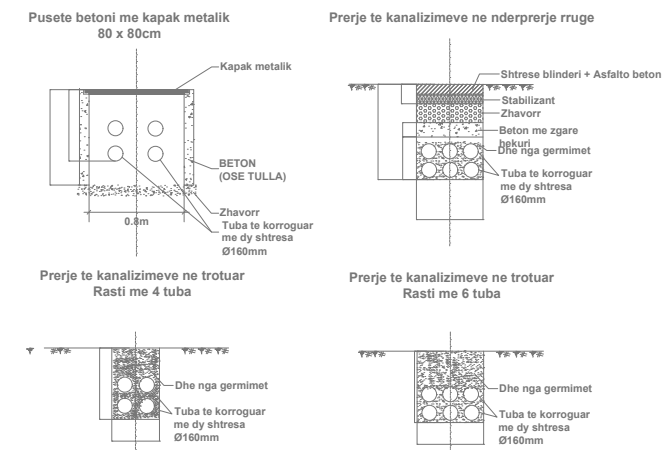 Pusete betoni me kapak metalik
80 x 80cm
Kapak metalik
BETON
(OSE TULLA)
Zhavorr
0.8m
Tuba te korroguar
me dy shtresa
Ø160mm
Prerje te kanalizimeve ne nderprerje rruge
Shtrese blinderi + Asfalto beton
Stabilizant
Zhavorr
Beton me zgare
hekuri
Dhe nga germimet
Tuba te korroguar
me dy shtresa
Ø160mm
Prerje te kanalizimeve ne trotuar
Rasti me 4 tuba
Dhe nga germimet
Tuba te korroguar
me dy shtresa
Ø160mm
Prerje te kanalizimeve ne trotuar
Rasti me 6 tuba
Dhe nga germimet
Tuba te korroguar
me dy shtresa
Ø160mm